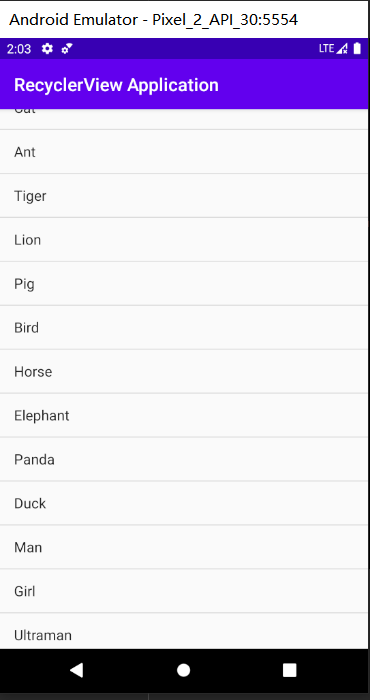 Android Emulator - Pixel_2_API_30:5554
2:03 LTE
RecyclerView Application
Cat
Ant
Tiger
Lion
Pig
Bird
Horse
Elephant
Panda
Duck
Man
Girl
Ultraman